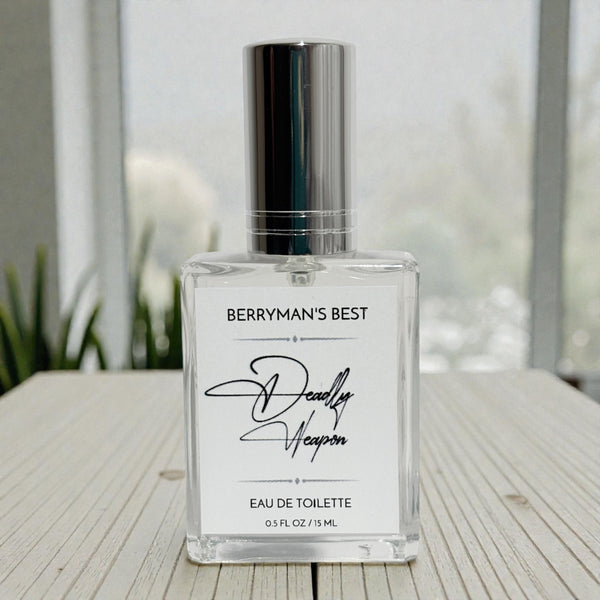 BERRYMAN'S BEST
Deadly
Weapon
EAU DE TOILETTE
0.5 FL OZ / 15 ML